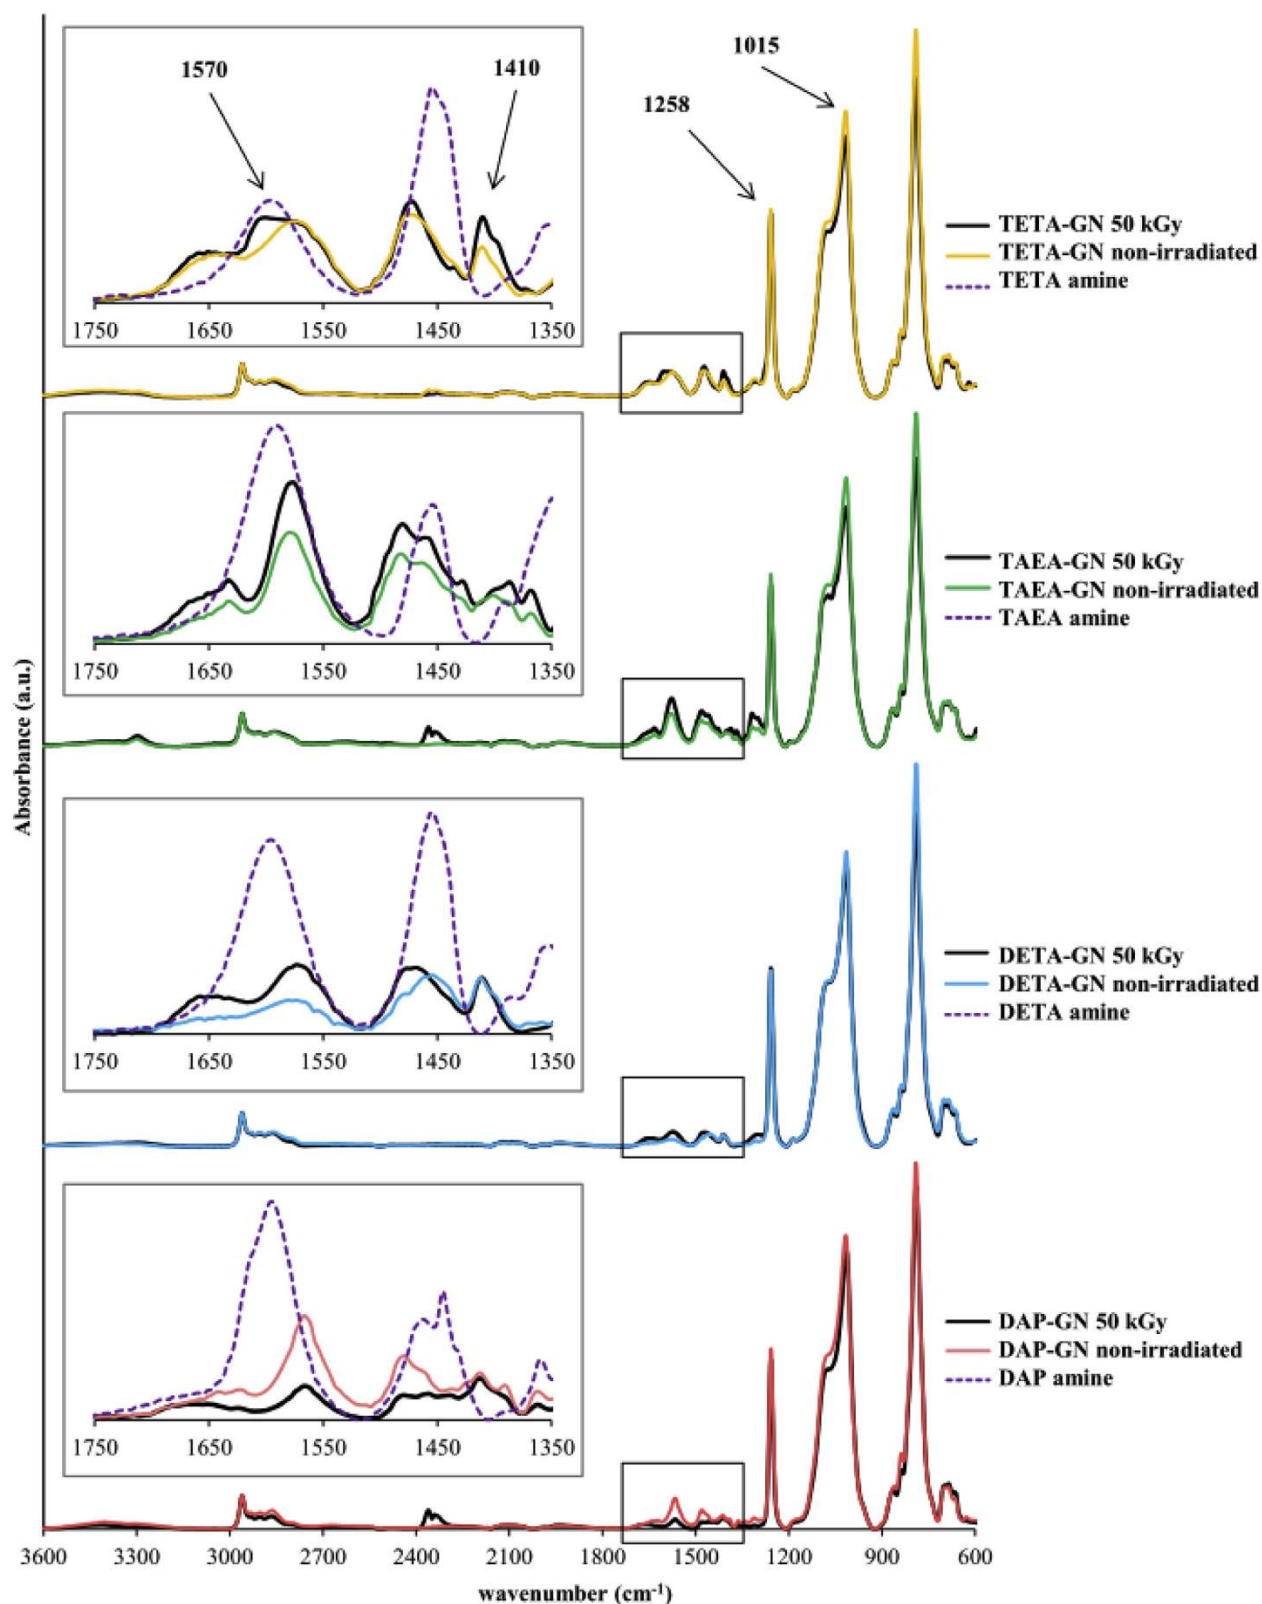 1570
1410
1015
1258
TETA-GN 50 kGy
TETA-GN non-irradiated
TETA amine
1750 1650 1550 1450 1350
TAEA-GN 50 kGy
TAEA-GN non-irradiated
TAEA amine
1750 1650 1550 1450 1350
Absorbance (a.u.)
DETA-GN 50 kGy
DETA-GN non-irradiated
DETA amine
1750 1650 1550 1450 1350
DAP-GN 50 kGy
DAP-GN non-irradiated
DAP amine
1750 1650 1550 1450 1350
3600 3300 3000 2700 2400 2100 1800 1500 1200 900 600
wavenumber (cm⁻¹)